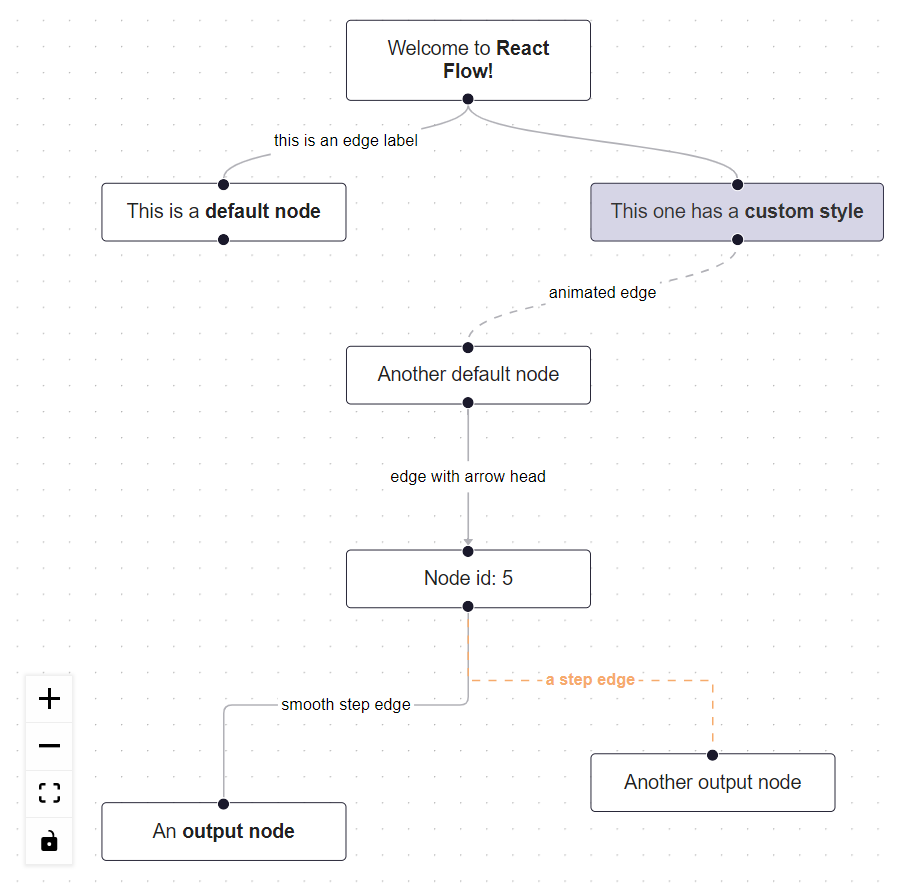 Welcome to React
Flow!
this is an edge label
This is a default node
This one has a custom style
animated edge
Another default node
edge with arrow head
Node id: 5
a step edge
smooth step edge
Another output node
An output node